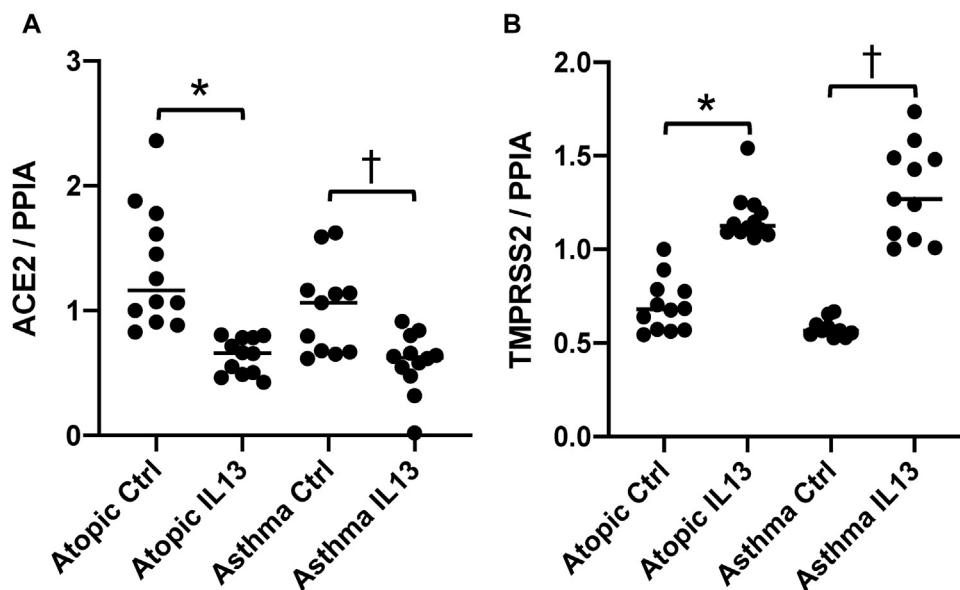 A
ACE2 / PPIA
3
2
1
0
*
†
Atopic Ctrl
Atopic IL13
Asthma Ctrl
Asthma IL13
B
TMPRSS2 / PPIA
2.0
1.5
1.0
0.5
0.0
*
†
Atopic Ctrl
Atopic IL13
Asthma Ctrl
Asthma IL13